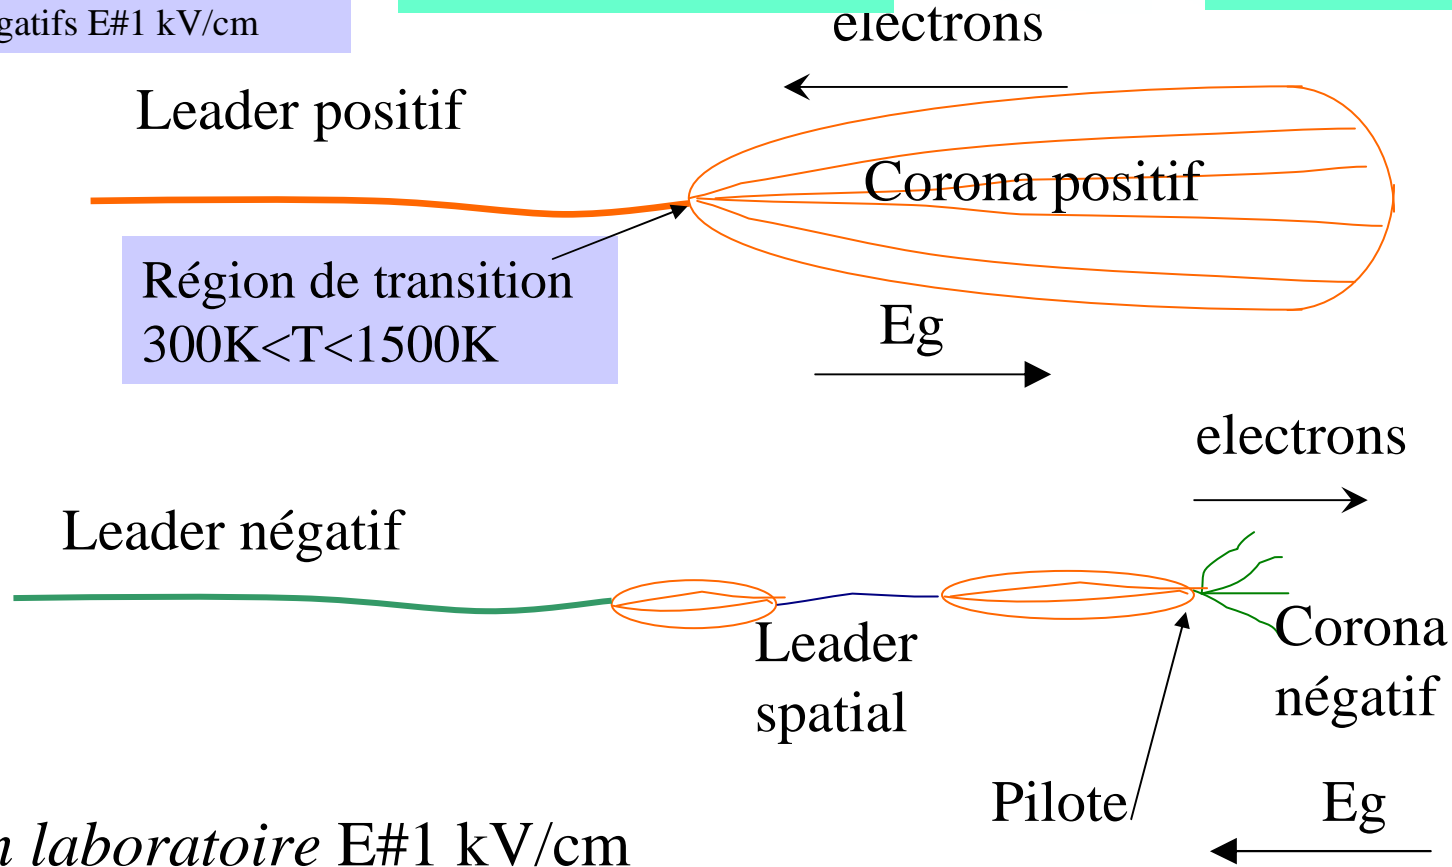 gatifs E#1 kV/cm
electrons
Leader positif
Corona positif
Région de transition
300K<T<1500K
Eg
electrons
Leader négatif
Leader
spatial
Corona
négatif
Pilote
Eg
laboratoire E#1 kV/cm